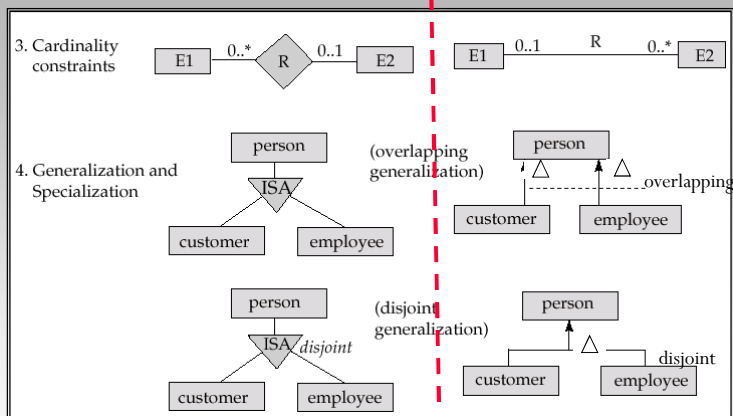 3. Cardinality
constraints
E1
0..*
R
0..1
E2
E1
0..1
R
0..*
E2
4. Generalization and
Specialization
person
ISA
customer
employee
(overlapping
generalization)
person
overlapping
customer
employee
person
ISA
disjoint
customer
employee
(disjoint
generalization)
person
disjoint
customer
employee